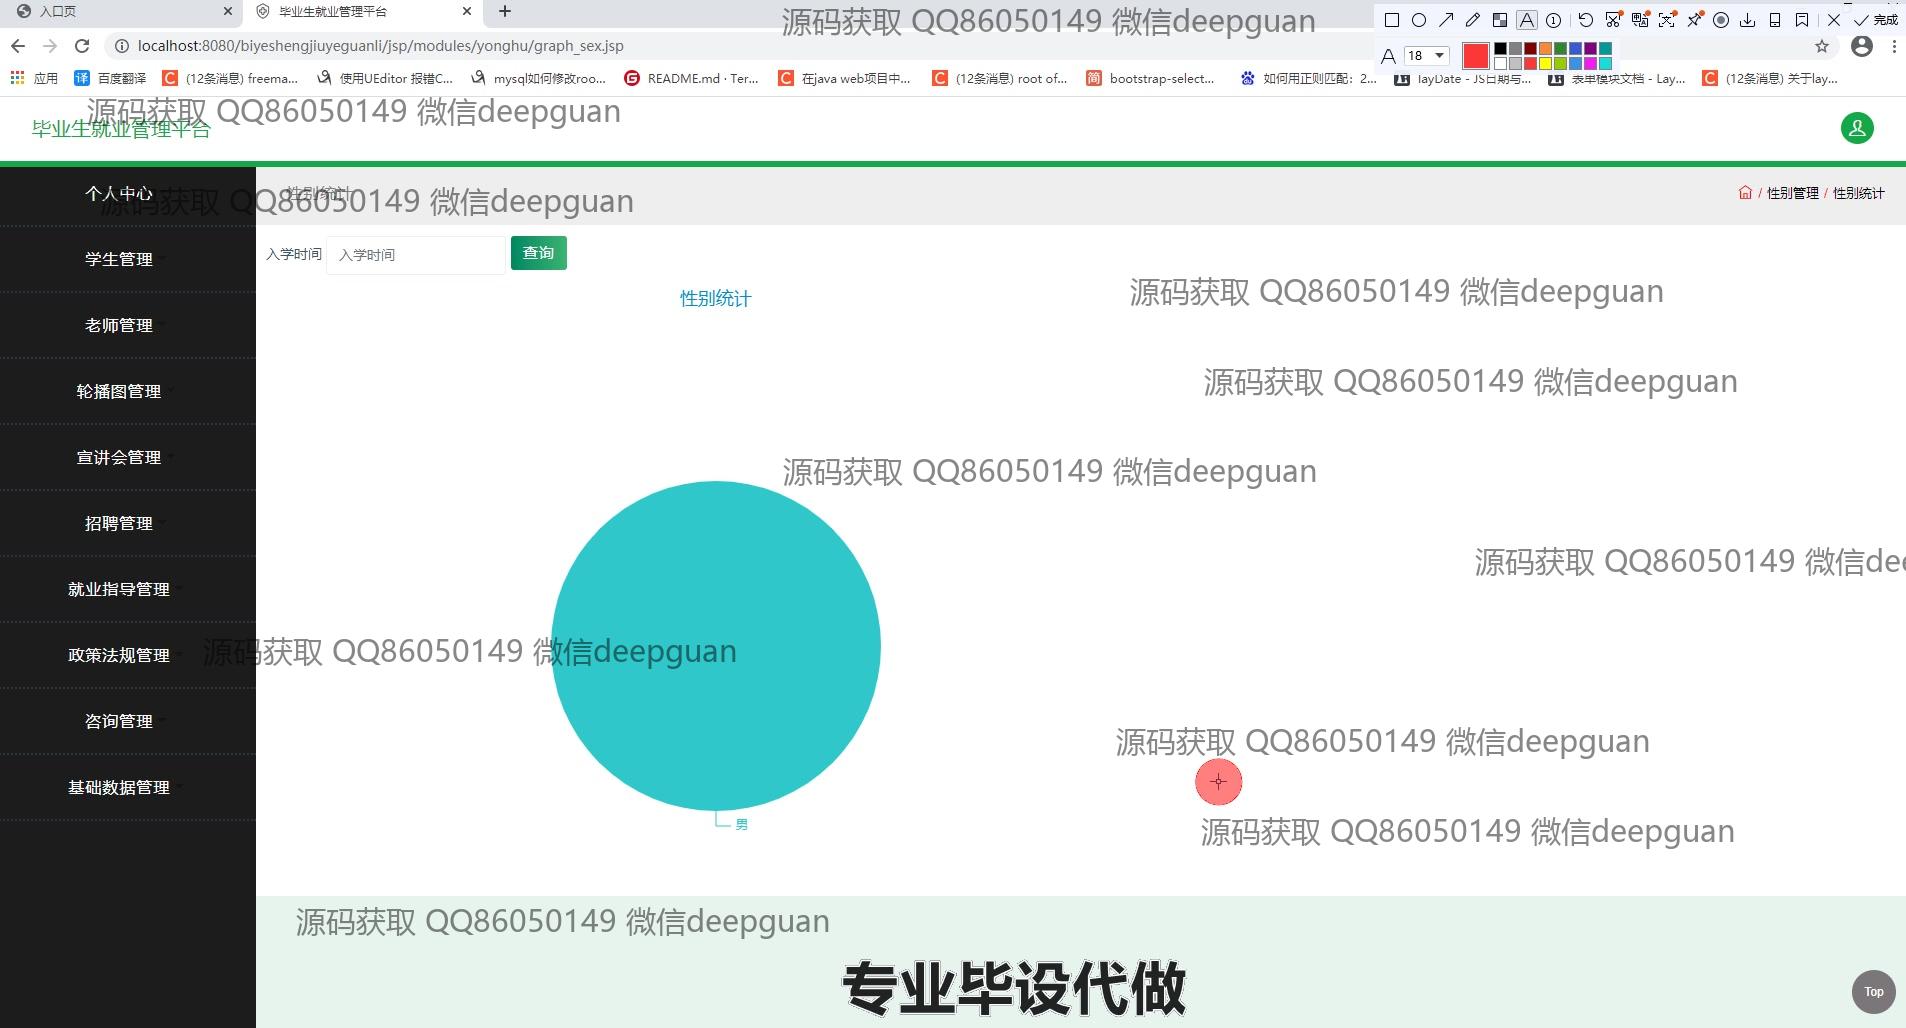 入口页
毕业生就业管理平台
源码获取 QQ86050149 微信deepguan
完成
localhost:8080/biyeshengjiuyeguanli/jsp/modules/yonghu/graph_sex.jsp
18
应用
百度翻译
(12条消息) freema...
使用UEditor 报错C...
mysql如何修改roo...
README.md · Ter...
在java web项目中...
(12条消息) root of...
bootstrap-select...
如何用正则匹配：2...
layDate - JS日期与...
表单模块文档 - Lay...
(12条消息) 关于lay...
源码获取 QQ86050149 微信deepguan
毕业生就业管理平台
个人中心
性别统计
源码获取 QQ86050149 微信deepguan
/ 性别管理 / 性别统计
学生管理
入学时间
入学时间
查询
源码获取 QQ86050149 微信deepguan
性别统计
老师管理
轮播图管理
源码获取 QQ86050149 微信deepguan
宣讲会管理
源码获取 QQ86050149 微信deepguan
招聘管理
源码获取 QQ86050149 微信dee
就业指导管理
政策法规管理
源码获取 QQ86050149 微信deepguan
咨询管理
源码获取 QQ86050149 微信deepguan
基础数据管理
男
源码获取 QQ86050149 微信deepguan
源码获取 QQ86050149 微信deepguan
专业毕设代做
Top